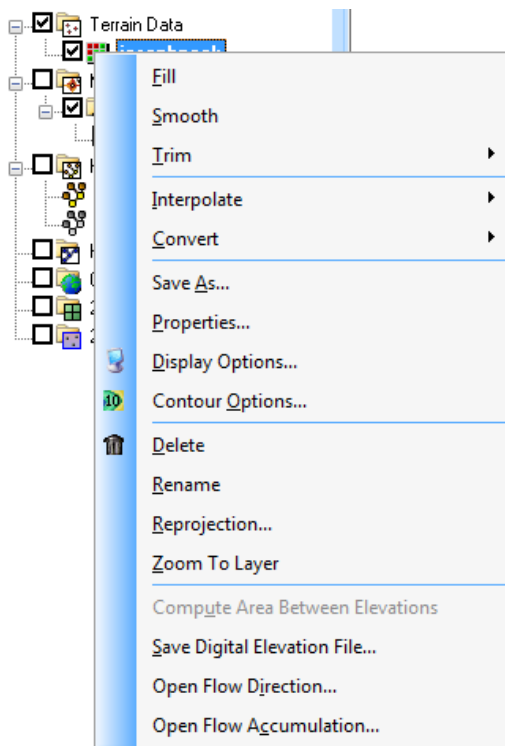 Terrain Data
Fill
Smooth
Trim
Interpolate
Convert
Save As...
Properties...
Display Options...
10
Contour Options...
Delete
Rename
Reprojection...
Zoom To Layer
Compute Area Between Elevations
Save Digital Elevation File...
Open Flow Direction...
Open Flow Accumulation...